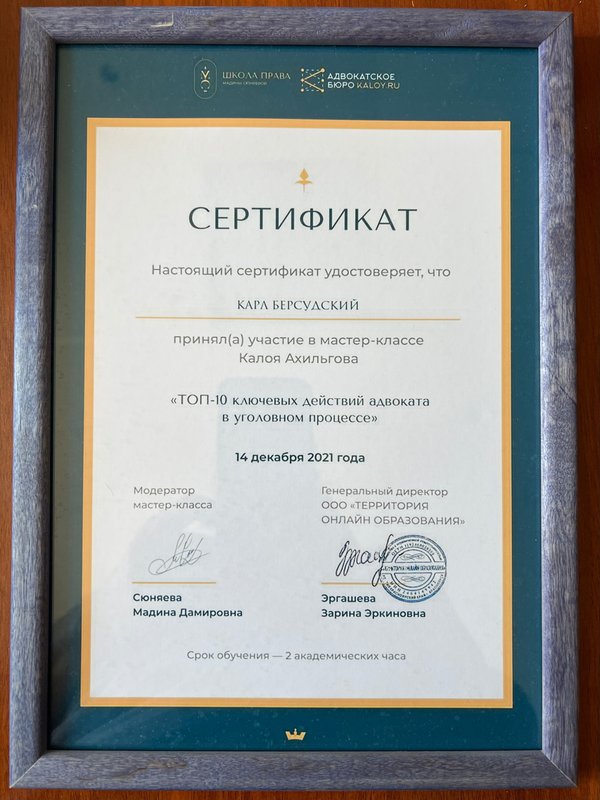 ШКОЛА ПРАВА
МАДИНЫ СЮНЯЕВОЙ
АДВОКАТСКОЕ
БЮРО KALOY.RU
СЕРТИФИКАТ
Настоящий сертификат удостоверяет, что
КАРЛ БЕРСУДСКИЙ
принял(а) участие в мастер-классе
Калоя Ахильгова
«ТОП-10 ключевых действий адвоката
в уголовном процессе»
14 декабря 2021 года
Модератор
мастер-класса
Сюняева
Мадина Дамировна
Генеральный директор
ООО «ТЕРРИТОРИЯ
ОНЛАЙН ОБРАЗОВАНИЯ»
Эргашева
Зарина Эркиновна
Срок обучения — 2 академических часа